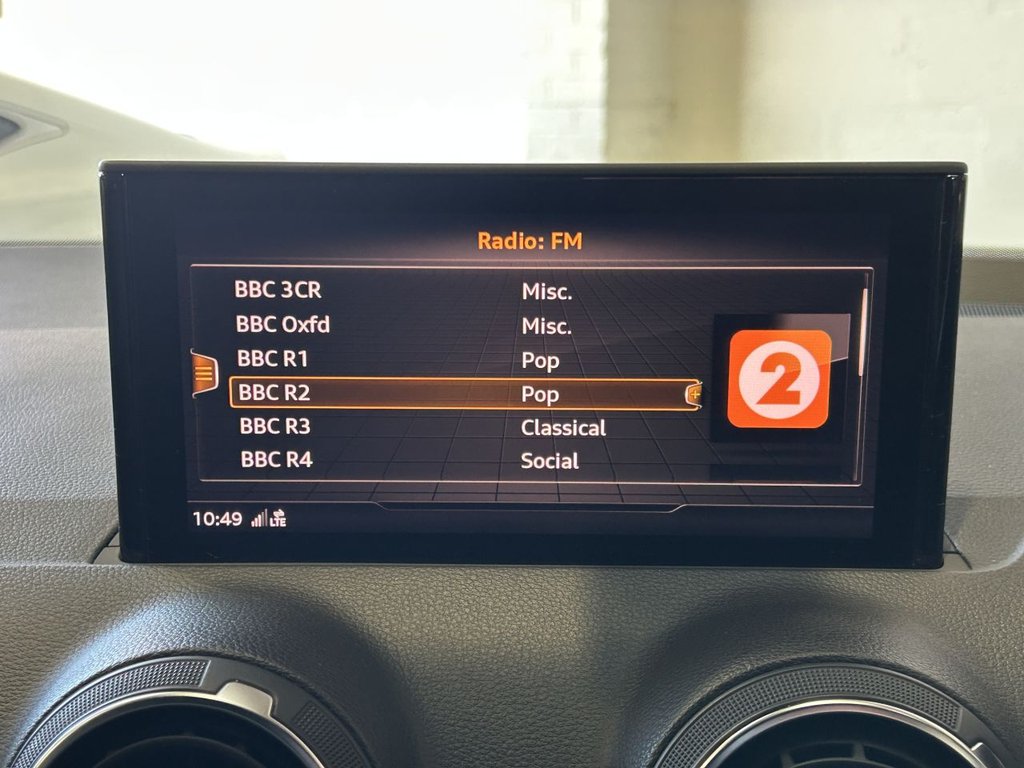 Radio: FM
BBC 3CR Misc.
BBC Oxfd Misc.
BBC R1 Pop
BBC R2 Pop
2
BBC R3 Classical
BBC R4 Social
10:49 LTE